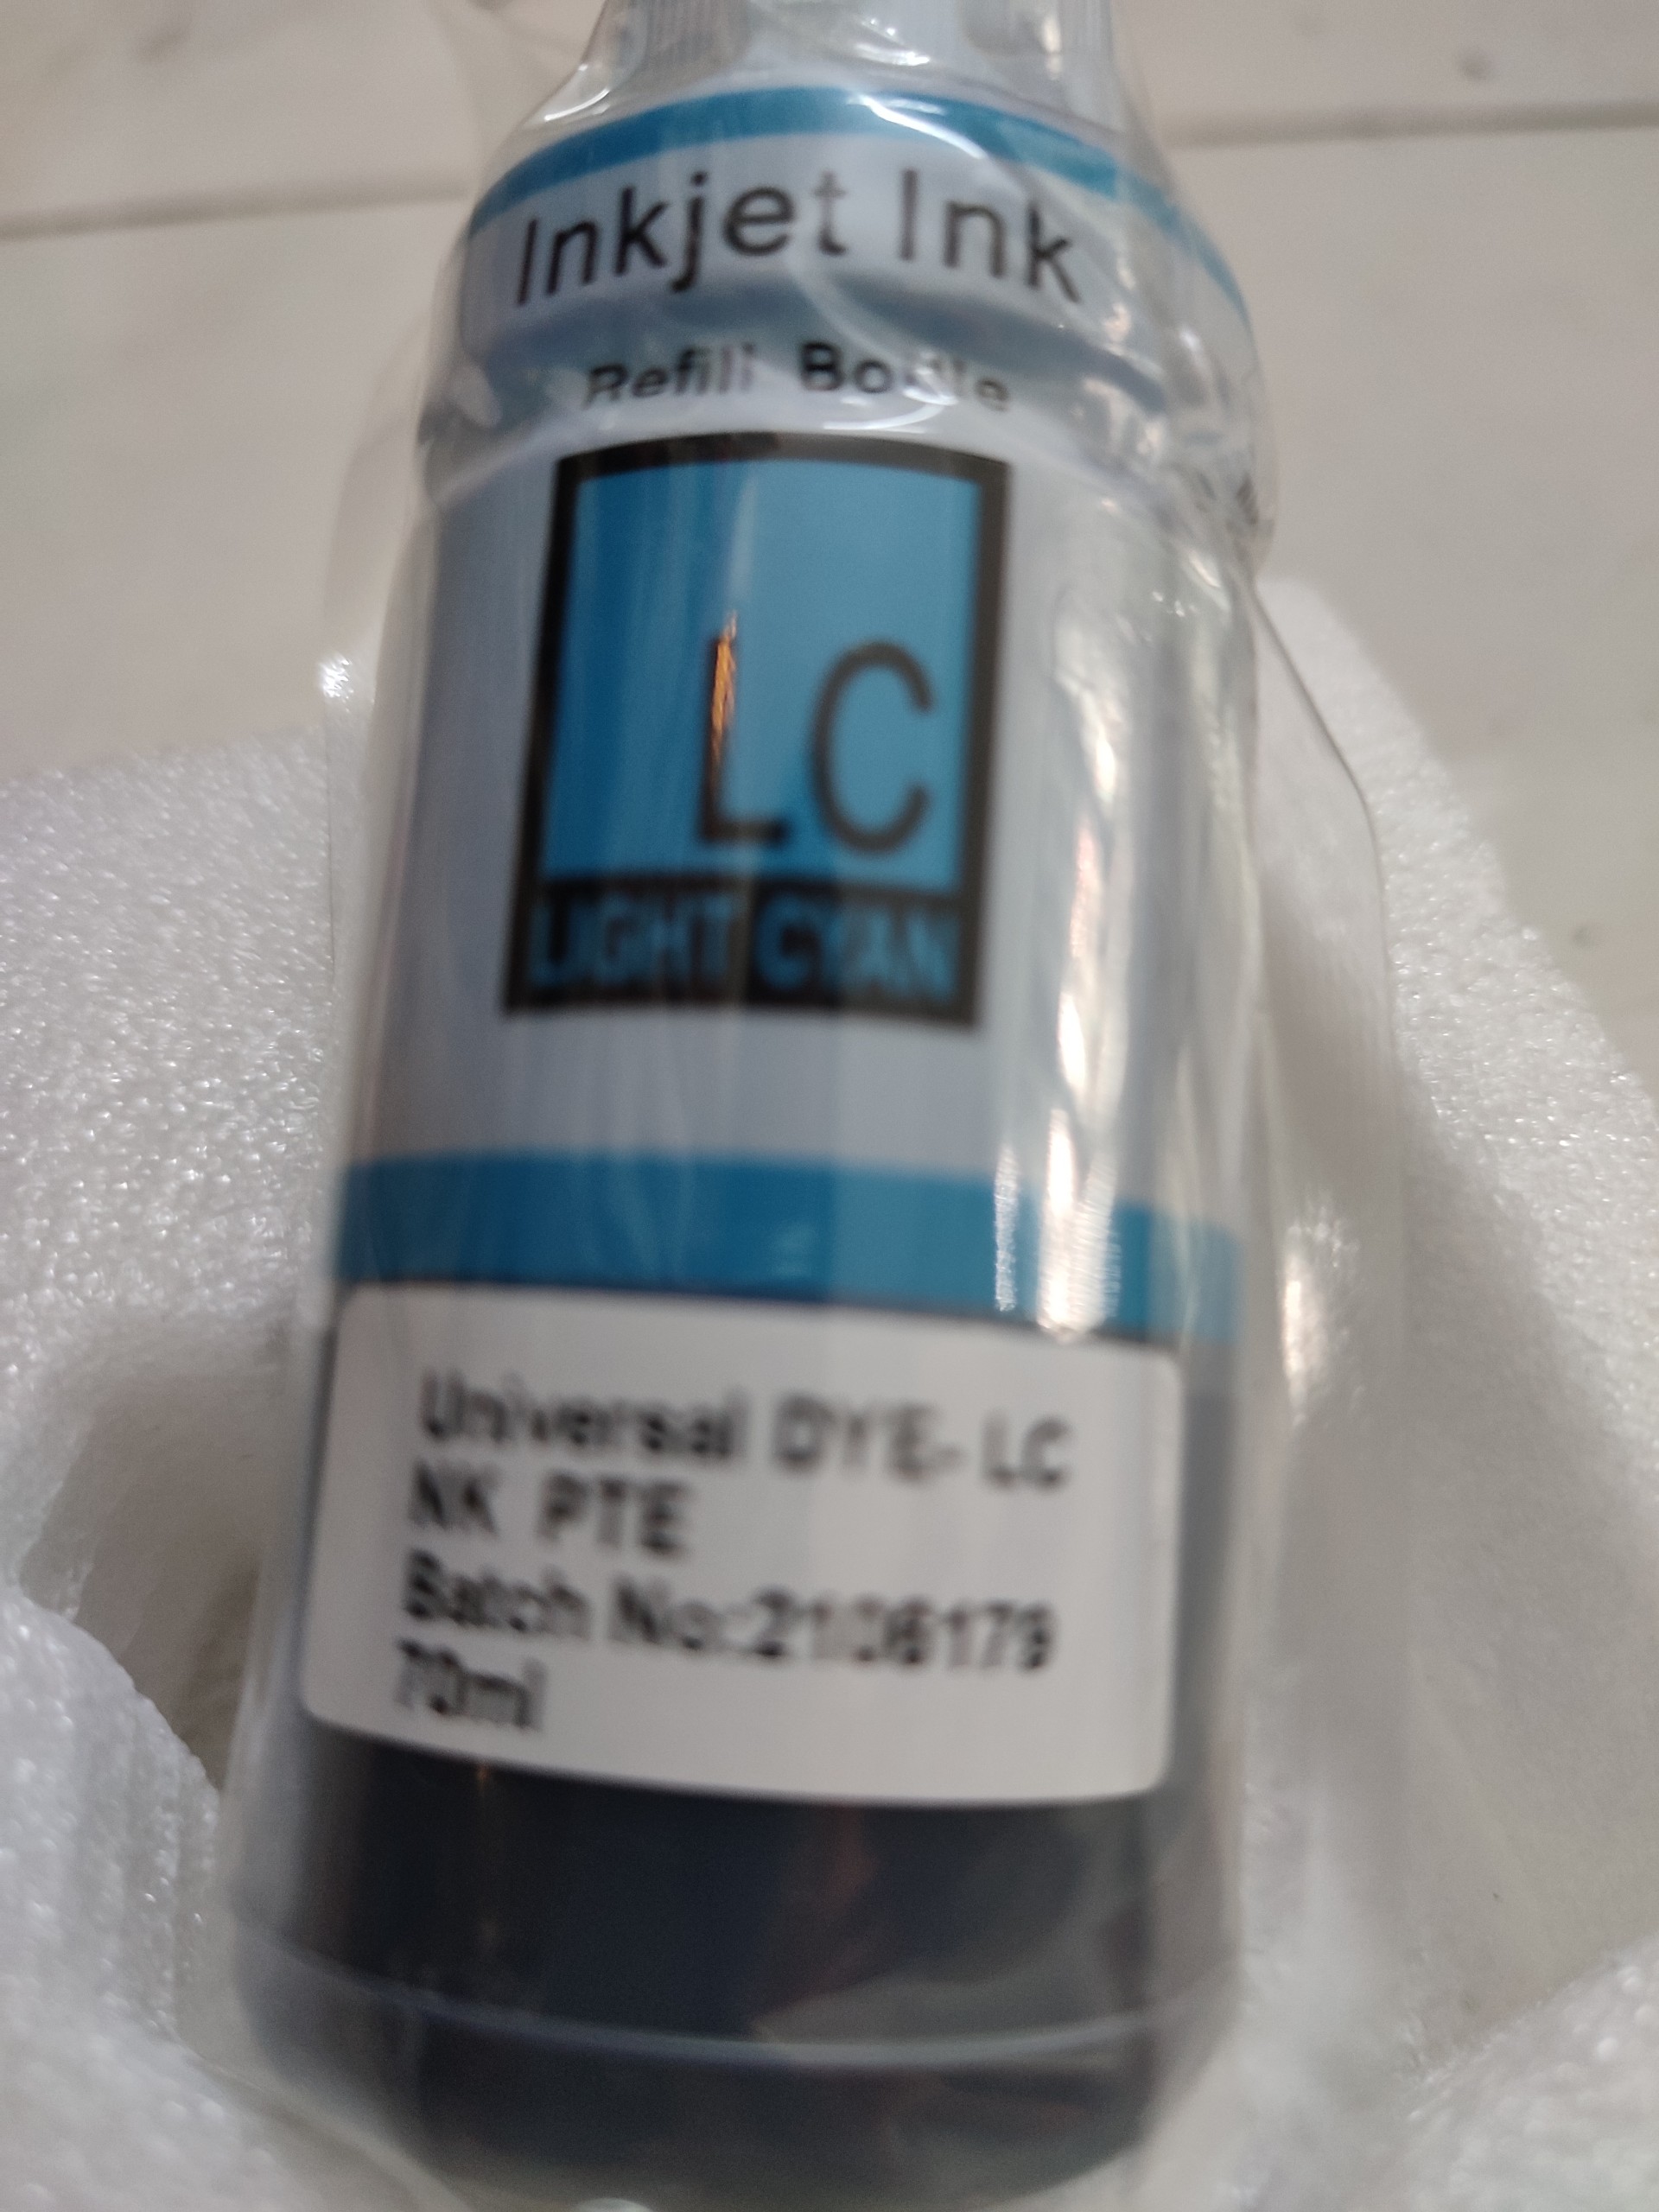 Inkjet Ink
Refill Bottle
LC
LIGHT CYAN
Universal DYE- LC
NK PTE
Batch No:2106179
70ml